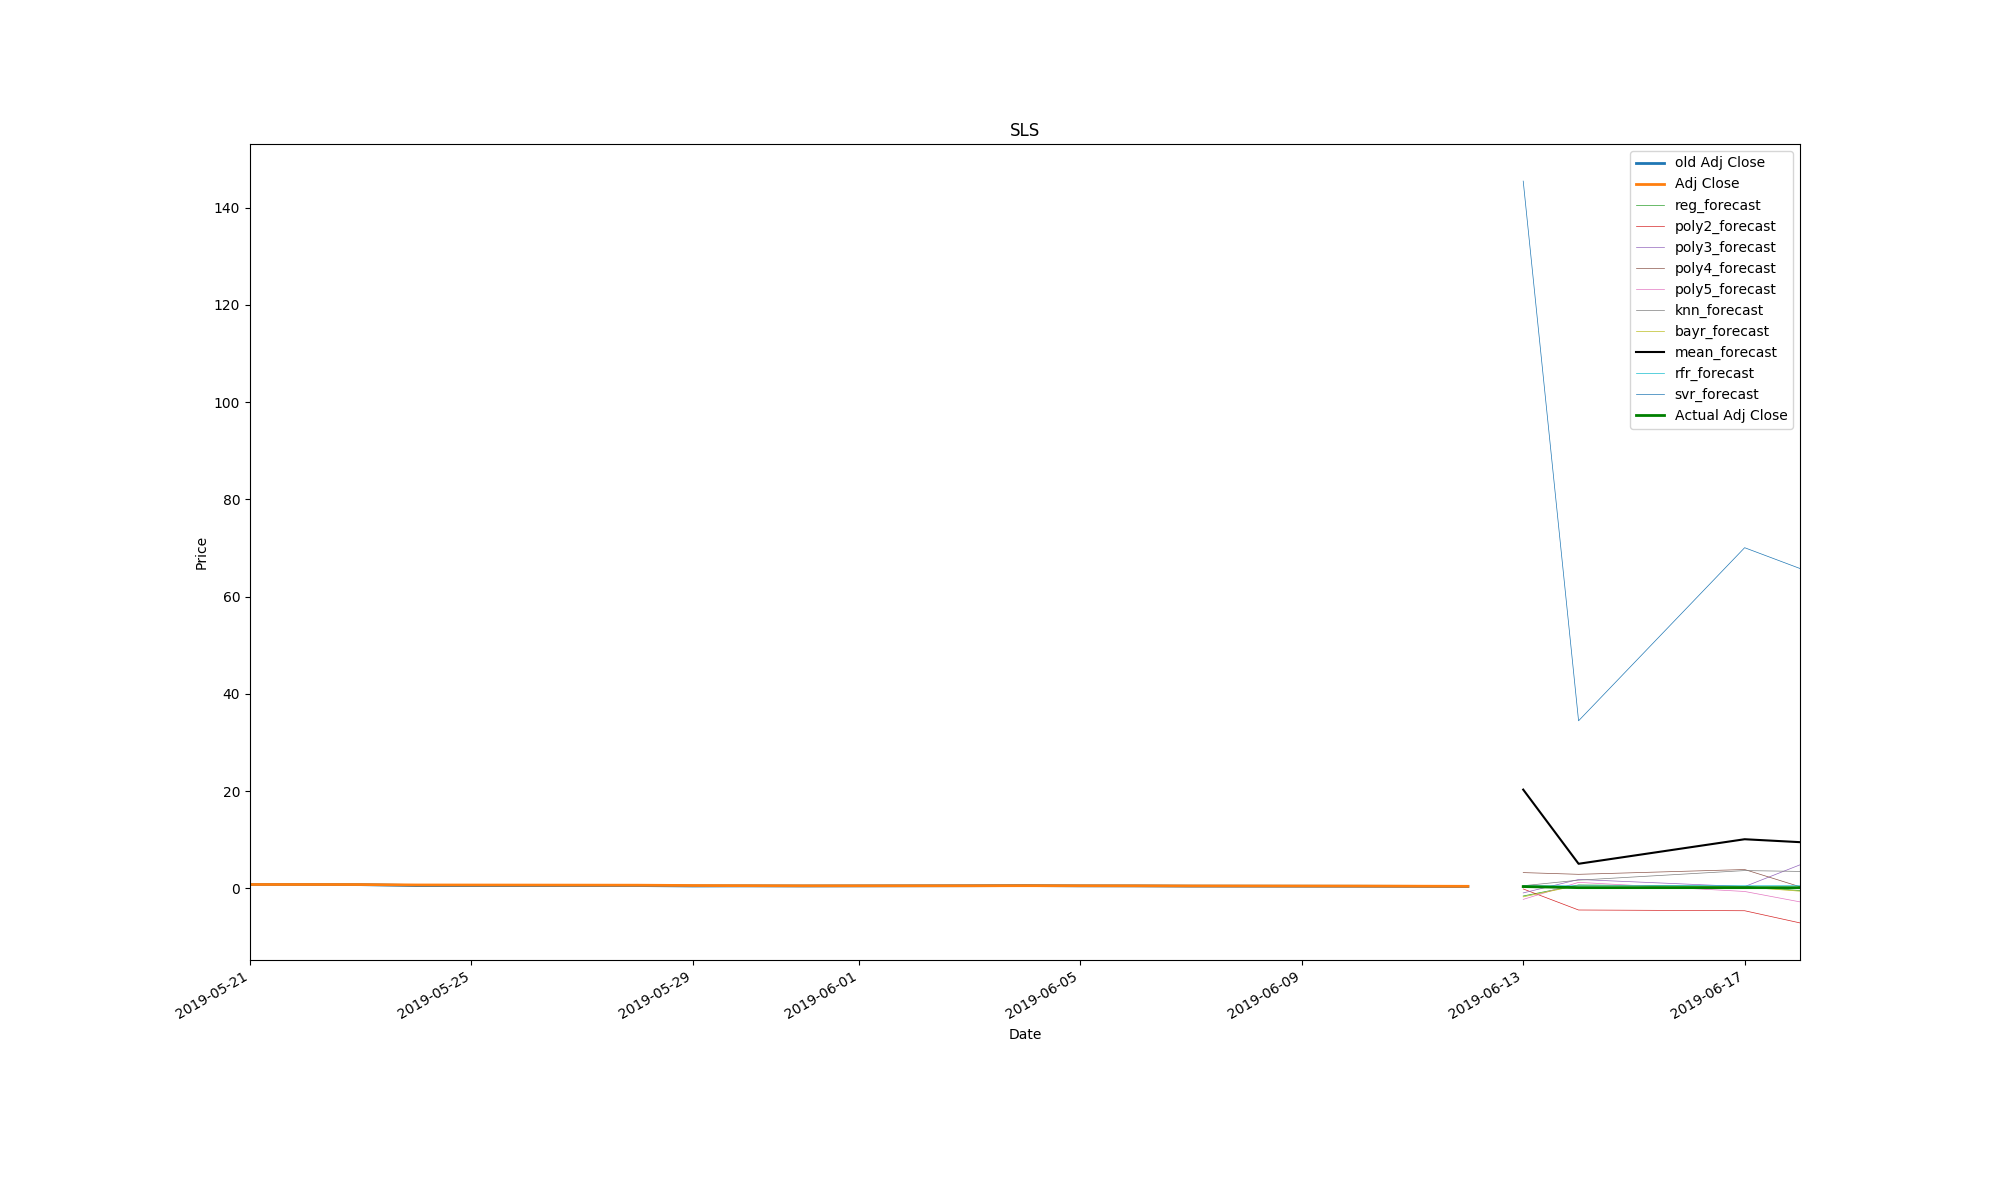 SLS
old Adj Close
Adj Close
reg_forecast
poly2_forecast
poly3_forecast
poly4_forecast
poly5_forecast
knn_forecast
bayr_forecast
mean_forecast
rfr_forecast
svr_forecast
Actual Adj Close
140
120
100
80
60
40
20
0
Price
2019-05-21
2019-05-25
2019-05-29
2019-06-01
2019-06-05
2019-06-09
2019-06-13
2019-06-17
Date